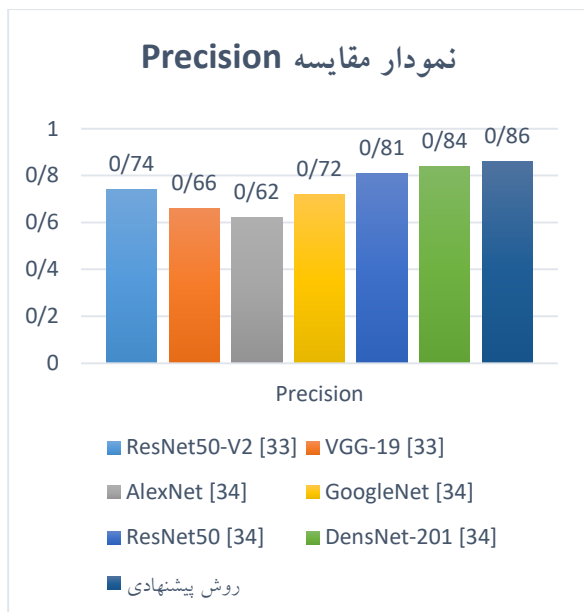 نمودار مقایسه Precision
1
0/8
0/6
0/4
0/2
0
0/74
0/66
0/62
0/72
0/81
0/84
0/86
Precision
ResNet50-V2 [33]
VGG-19 [33]
AlexNet [34]
GoogleNet [34]
ResNet50 [34]
DensNet-201 [34]
روش پیشنهادی